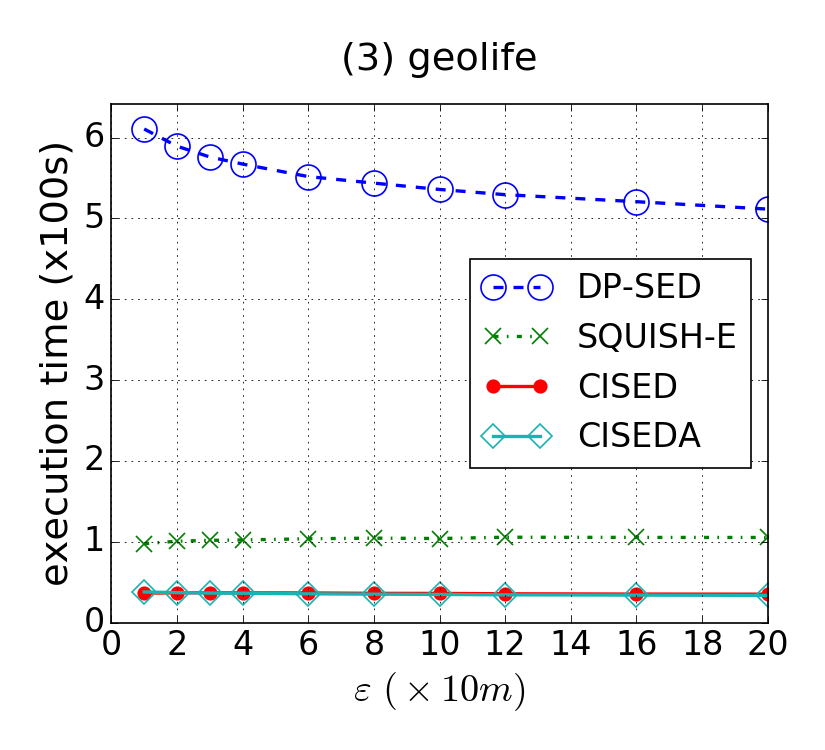 (3) geolife
execution time (x100s)
6
5
4
3
2
1
0
DP-SED
SQUISH-E
CISED
CISEDA
0 2 4 6 8 10 12 14 16 18 20
ε (×10m)